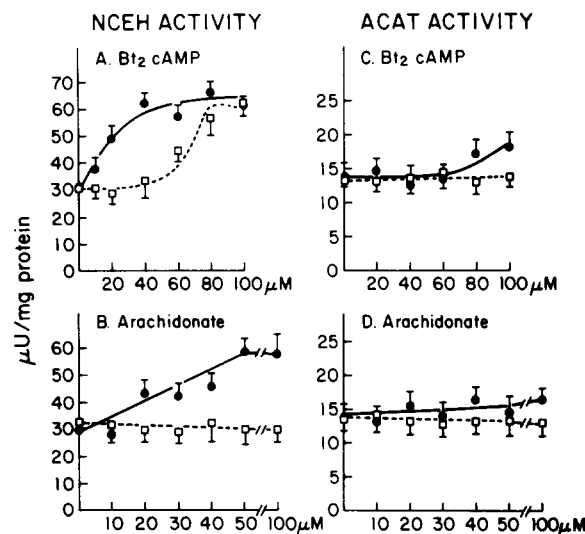 NCEH ACTIVITY
ACAT ACTIVITY
A. Bt₂ cAMP
C. Bt₂ cAMP
70
60
50
40
30
20
10
0
20 40 60 80 100 μM
25
20
15
10
5
0
20 40 60 80 100 μM
μU/mg protein
B. Arachidonate
D. Arachidonate
60
50
40
30
20
10
0
10 20 30 40 50 100 μM
25
20
15
10
5
0
10 20 30 40 50 100 μM